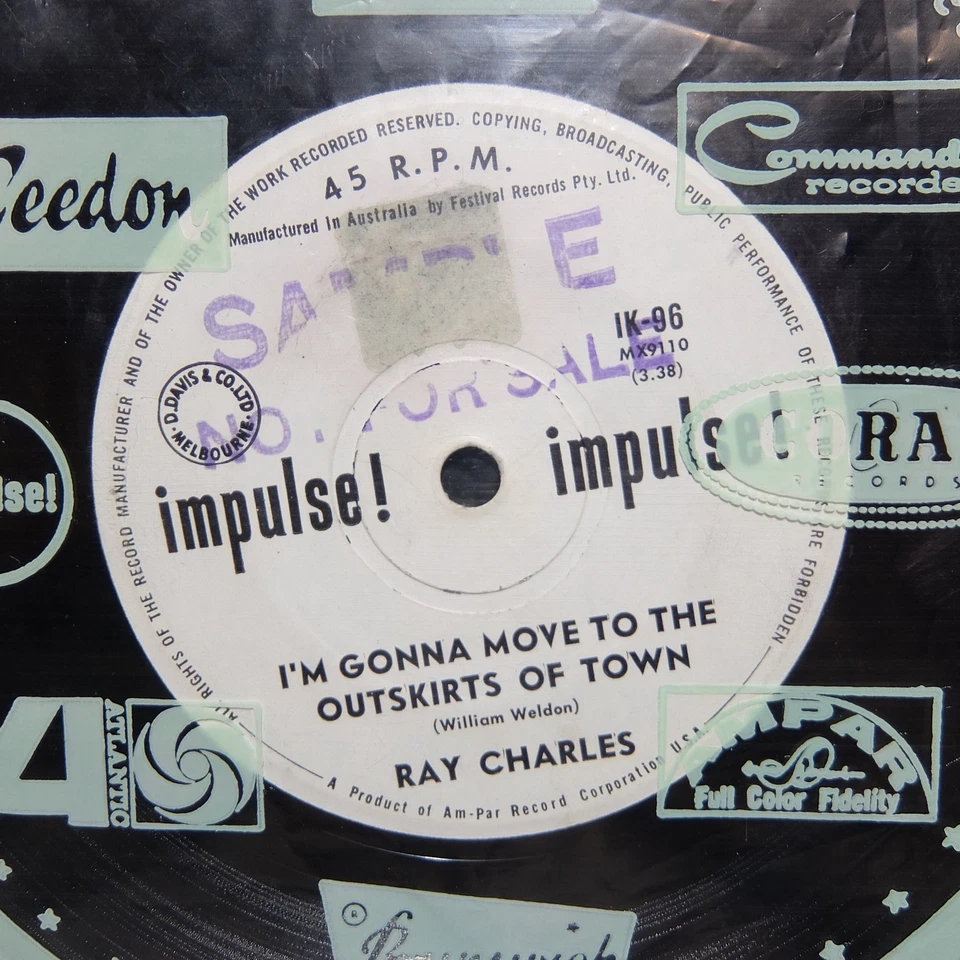 ALL RIGHTS OF THE RECORD MANUFACTURER AND OF THE OWNER OF THE WORK RECORDED RESERVED. COPYING, BROADCASTING, PUBLIC PERFORMANCE OF THESE RECORDS ARE FORBIDDEN
45 R.P.M.
Manufactured In Australia by Festival Records Pty. Ltd.
Command
records
SA E
NO FOR SALE
IK-96
MX9110
(3.38)
D. DAVIS & CO. LTD
• MELBOURNE •
impulse!
impulse!
RECORDS
I'M GONNA MOVE TO THE
OUTSKIRTS OF TOWN
(William Weldon)
RAY CHARLES
A Product of Am-Par Record Corporation U.S.A.
ATLANTIC
AMPAR
Full Color Fidelity
®